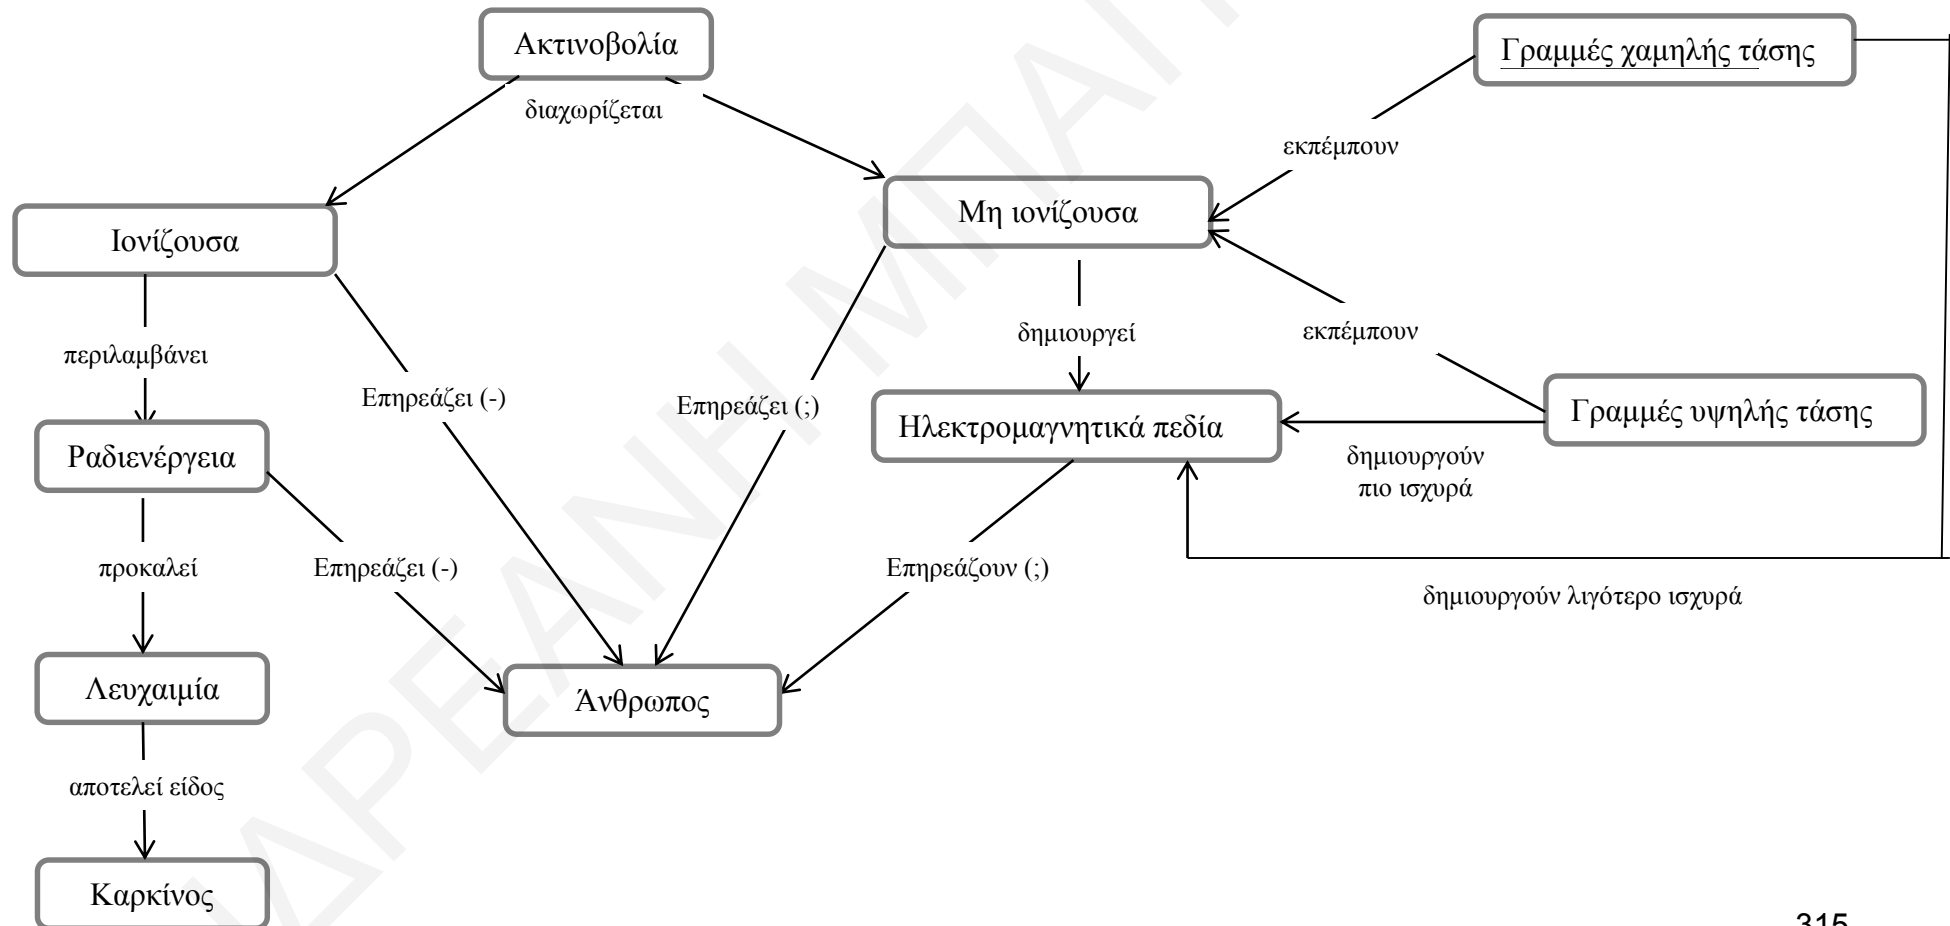 Ακτινοβολία
Γραμμές χαμηλής τάσης
διαχωρίζεται
εκπέμπουν
Μη ιονίζουσα
Ιονίζουσα
δημιουργεί
εκπέμπουν
περιλαμβάνει
Επηρεάζει (-)
Επηρεάζει (;)
Ηλεκτρομαγνητικά πεδία
Γραμμές υψηλής τάσης
Ραδιενέργεια
δημιουργούν
πιο ισχυρά
προκαλεί
Επηρεάζει (-)
Επηρεάζουν (;)
δημιουργούν λιγότερο ισχυρά
Λευχαιμία
Άνθρωπος
αποτελεί είδος
Καρκίνος
315